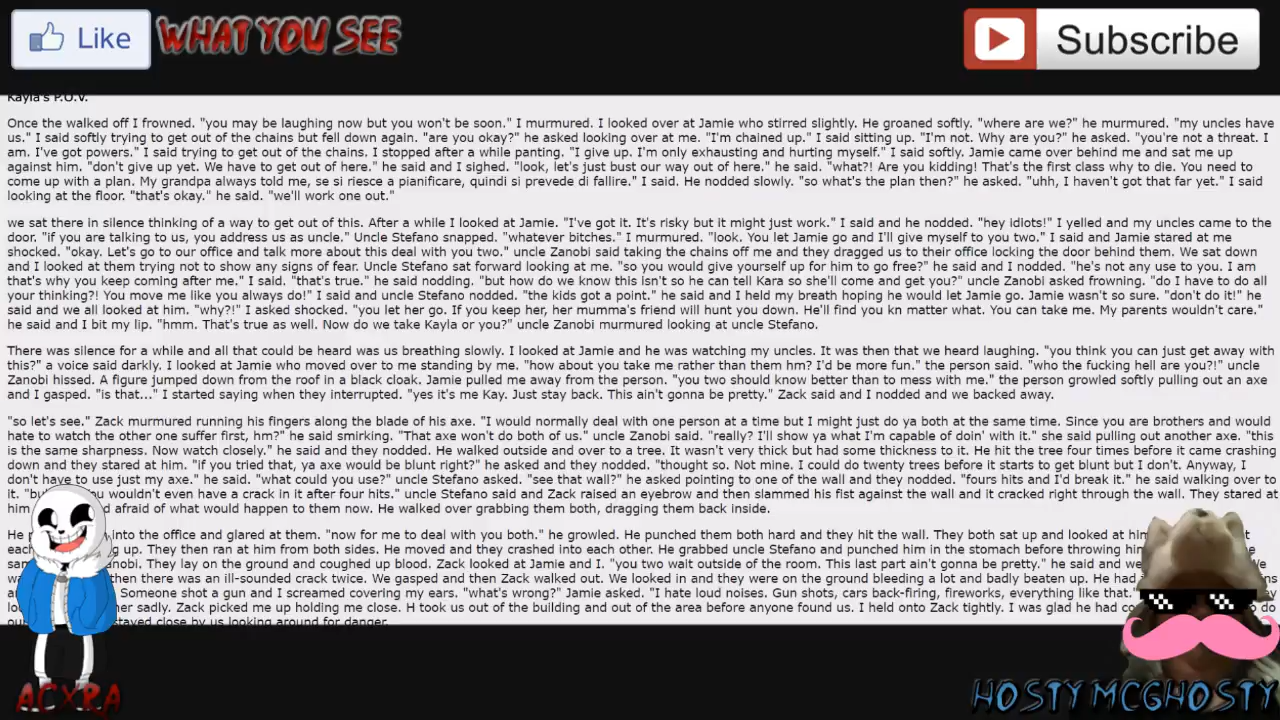 Like
WHAT YOU SEE
Subscribe
Kayla's P.O.V.
Once the walked off I frowned. "you may be laughing now but you won't be soon." I murmured. I looked over at Jamie who stirred slightly. He groaned softly. "where are we?" he murmured. "my uncles have
us." I said softly trying to get out of the chains but fell down again. "are you okay?" he asked looking over at me. "I'm chained up." I said sitting up. "I'm not. Why are you?" he asked. "you're not a threat. I
am. I've got powers." I said trying to get out of the chains. I stopped after a while panting. "I give up. I'm only exhausting and hurting myself." I said softly. Jamie came over behind me and sat me up
against him. "don't give up yet. We have to get out of here." he said and I sighed. "look, let's just bust our way out of here." he said. "what?! Are you kidding! That's the first class why to die. You need to
come up with a plan. My grandpa always told me, se si riesce a pianificare, quindi si prevede di fallire." I said. He nodded slowly. "so what's the plan then?" he asked. "uhh, I haven't got that far yet." I said
looking at the floor. "that's okay." he said. "we'll work one out."
we sat there in silence thinking of a way to get out of this. After a while I looked at Jamie. "I've got it. It's risky but it might just work." I said and he nodded. "hey idiots!" I yelled and my uncles came to the
door. "if you are talking to us, you address us as uncle." Uncle Stefano snapped. "whatever bitches." I murmured. "look. You let Jamie go and I'll give myself to you two." I said and Jamie stared at me
shocked. "okay. Let's go to our office and talk more about this deal with you two." uncle Zanobi said taking the chains off me and they dragged us to their office locking the door behind them. We sat down
and I looked at them trying not to show any signs of fear. Uncle Stefano sat forward looking at me. "so you would give yourself up for him to go free?" he said and I nodded. "he's not any use to you. I am
that's why you keep coming after me." I said. "that's true." he said nodding. "but how do we know this isn't so he can tell Kara so she'll come and get you?" uncle Zanobi asked frowning. "do I have to do all
your thinking?! You move me like you always do!" I said and uncle Stefano nodded. "the kids got a point." he said and I held my breath hoping he would let Jamie go. Jamie wasn't so sure. "don't do it!" he
said and we all looked at him. "why?!" I asked shocked. "you let her go. If you keep her, her mumma's friend will hunt you down. He'll find you kn matter what. You can take me. My parents wouldn't care."
he said and I bit my lip. "hmm. That's true as well. Now do we take Kayla or you?" uncle Zanobi murmured looking at uncle Stefano.
There was silence for a while and all that could be heard was us breathing slowly. I looked at Jamie and he was watching my uncles. It was then that we heard laughing. "you think you can just get away with
this?" a voice said darkly. I looked at Jamie who moved over to me standing by me. "how about you take me rather than them hm? I'd be more fun." the person said. "who the fucking hell are you?!" uncle
Zanobi hissed. A figure jumped down from the roof in a black cloak. Jamie pulled me away from the person. "you two should know better than to mess with me." the person growled softly pulling out an axe
and I gasped. "is that..." I started saying when they interrupted. "yes it's me Kay. Just stay back. This ain't gonna be pretty." Zack said and I nodded and we backed away.
"so let's see." Zack murmured running his fingers along the blade of his axe. "I would normally deal with one person at a time but I might just do ya both at the same time. Since you are brothers and would
hate to watch the other one suffer first, hm?" he said smirking. "That axe won't do both of us." uncle Zanobi said. "really? I'll show ya what I'm capable of doin' with it." she said pulling out another axe. "this
is the same sharpness. Now watch closely." he said and they nodded. He walked outside and over to a tree. It wasn't very thick but had some thickness to it. He hit the tree four times before it came crashing
down and they stared at him. "if you tried that, ya axe would be blunt right?" he asked and they nodded. "thought so. Not mine. I could do twenty trees before it starts to get blunt but I don't. Anyway, I
don't have to use just my axe." he said. "what could you use?" uncle Stefano asked. "see that wall?" he asked pointing to one of the wall and they nodded. "fours hits and I'd break it." he said walking over to
it. wouldn't even have a crack in it after four hits." uncle Stefano said and Zack raised an eyebrow and then slammed his fist against the wall and it cracked right through the wall. They stared at
him afraid of what would happen to them now. He walked over grabbing them both, dragging them back inside.
He into the office and glared at them. "now for me to deal with you both." he growled. He punched them both hard and they hit the wall. They both sat up and looked at
each up. They then ran at him from both sides. He moved and they crashed into each other. He grabbed uncle Stefano and punched him in the stomach before throwing
They lay on the ground and coughed up blood. Zack looked at Jamie and I. "you two wait outside of the room. This last part ain't gonna be pretty." he said and
then there was an ill-sounded crack twice. We gasped and then Zack walked out. We looked in and they were on the ground bleeding a lot and badly beaten up. He had
Someone shot a gun and I screamed covering my ears. "what's wrong?" Jamie asked. "I hate loud noises. Gun shots, cars back-firing, fireworks, everything like that."
sadly. Zack picked me up holding me close. H took us out of the building and out of the area before anyone found us. I held onto Zack tightly. I was glad he had do
stayed close by us looking around for danger.
ACXRA
HOSTY MCGHOSTY